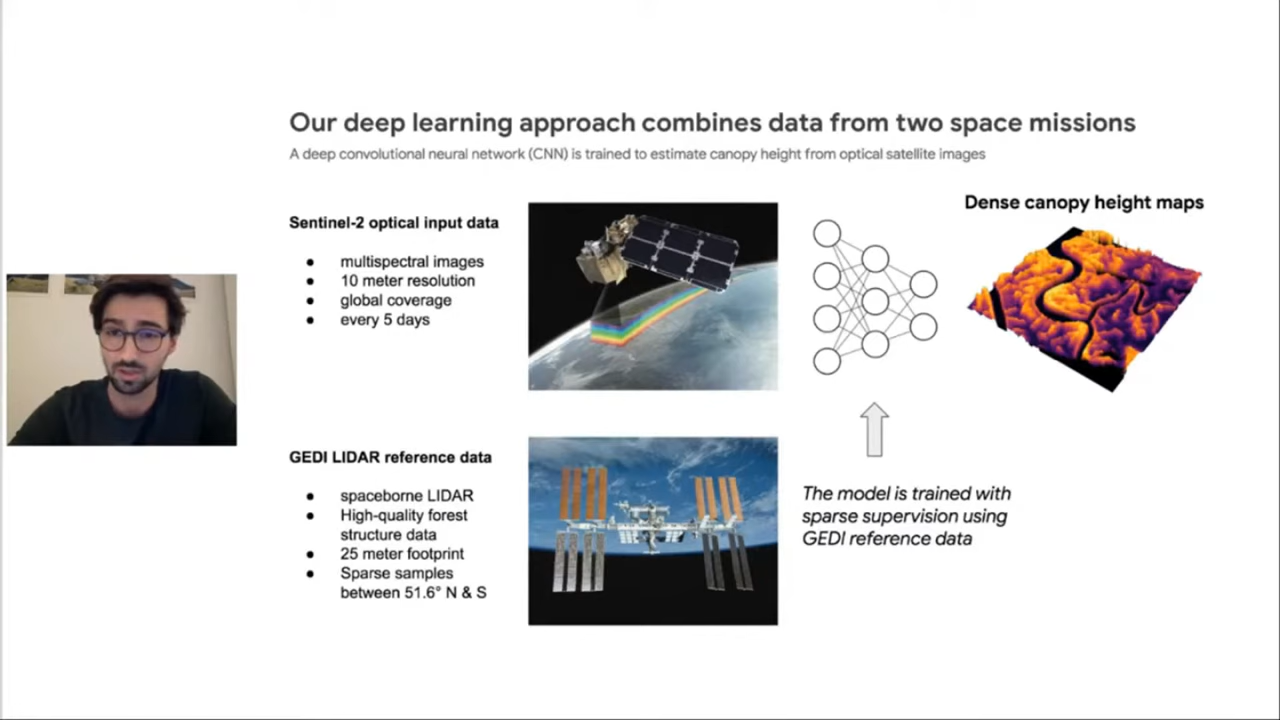 Our deep learning approach combines data from two space missions
A deep convolutional neural network (CNN) is trained to estimate canopy height from optical satellite images
Sentinel-2 optical input data
multispectral images
10 meter resolution
global coverage
every 5 days
Dense canopy height maps
GEDI LIDAR reference data
spaceborne LIDAR
High-quality forest
structure data
25 meter footprint
Sparse samples
between 51.6° N & S
The model is trained with
sparse supervision using
GEDI reference data